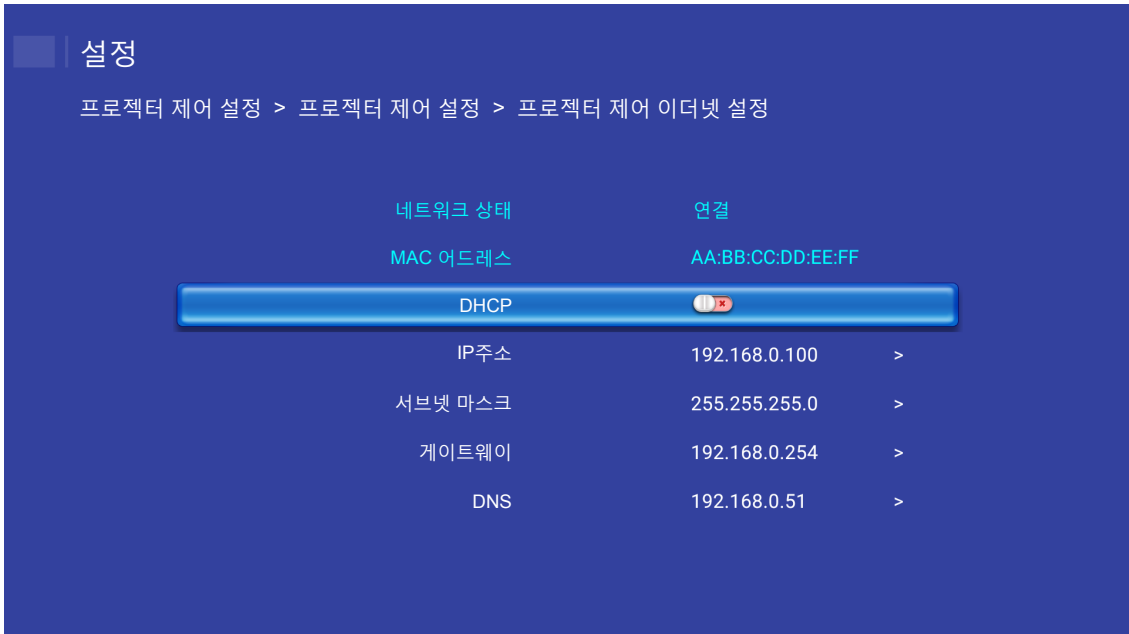 설정
프로젝터 제어 설정 > 프로젝터 제어 설정 > 프로젝터 제어 이더넷 설정
네트워크 상태 연결
MAC 어드레스 AA:BB:CC:DD:EE:FF
DHCP
IP주소 192.168.0.100 >
서브넷 마스크 255.255.255.0 >
게이트웨이 192.168.0.254 >
DNS 192.168.0.51 >